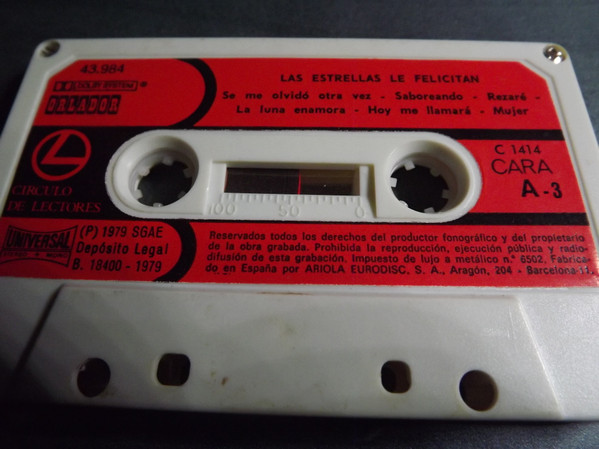 43.984
DOLBY SYSTEM
ORLADOR
LAS ESTRELLAS LE FELICITAN
Se me olvidó otra vez - Saboreando - Rezaré -
La luna enamora - Hoy me llamará - Mujer
CIRCULO
DE LECTORES
100 50 0
C 1414
CARA
A-3
UNIVERSAL
(P) 1979 SGAE
Depósito Legal
B. 18400 - 1979
Reservados todos los derechos del productor fonográfico y del propietario
de la obra grabada. Prohibida la reproducción, ejecución pública y radio-
difusión de esta grabación. Impuesto de lujo a metálico n.º 6502. Fabrica-
do en España por ARIOLA EURODISC, S. A., Aragón, 204 - Barcelona-11.